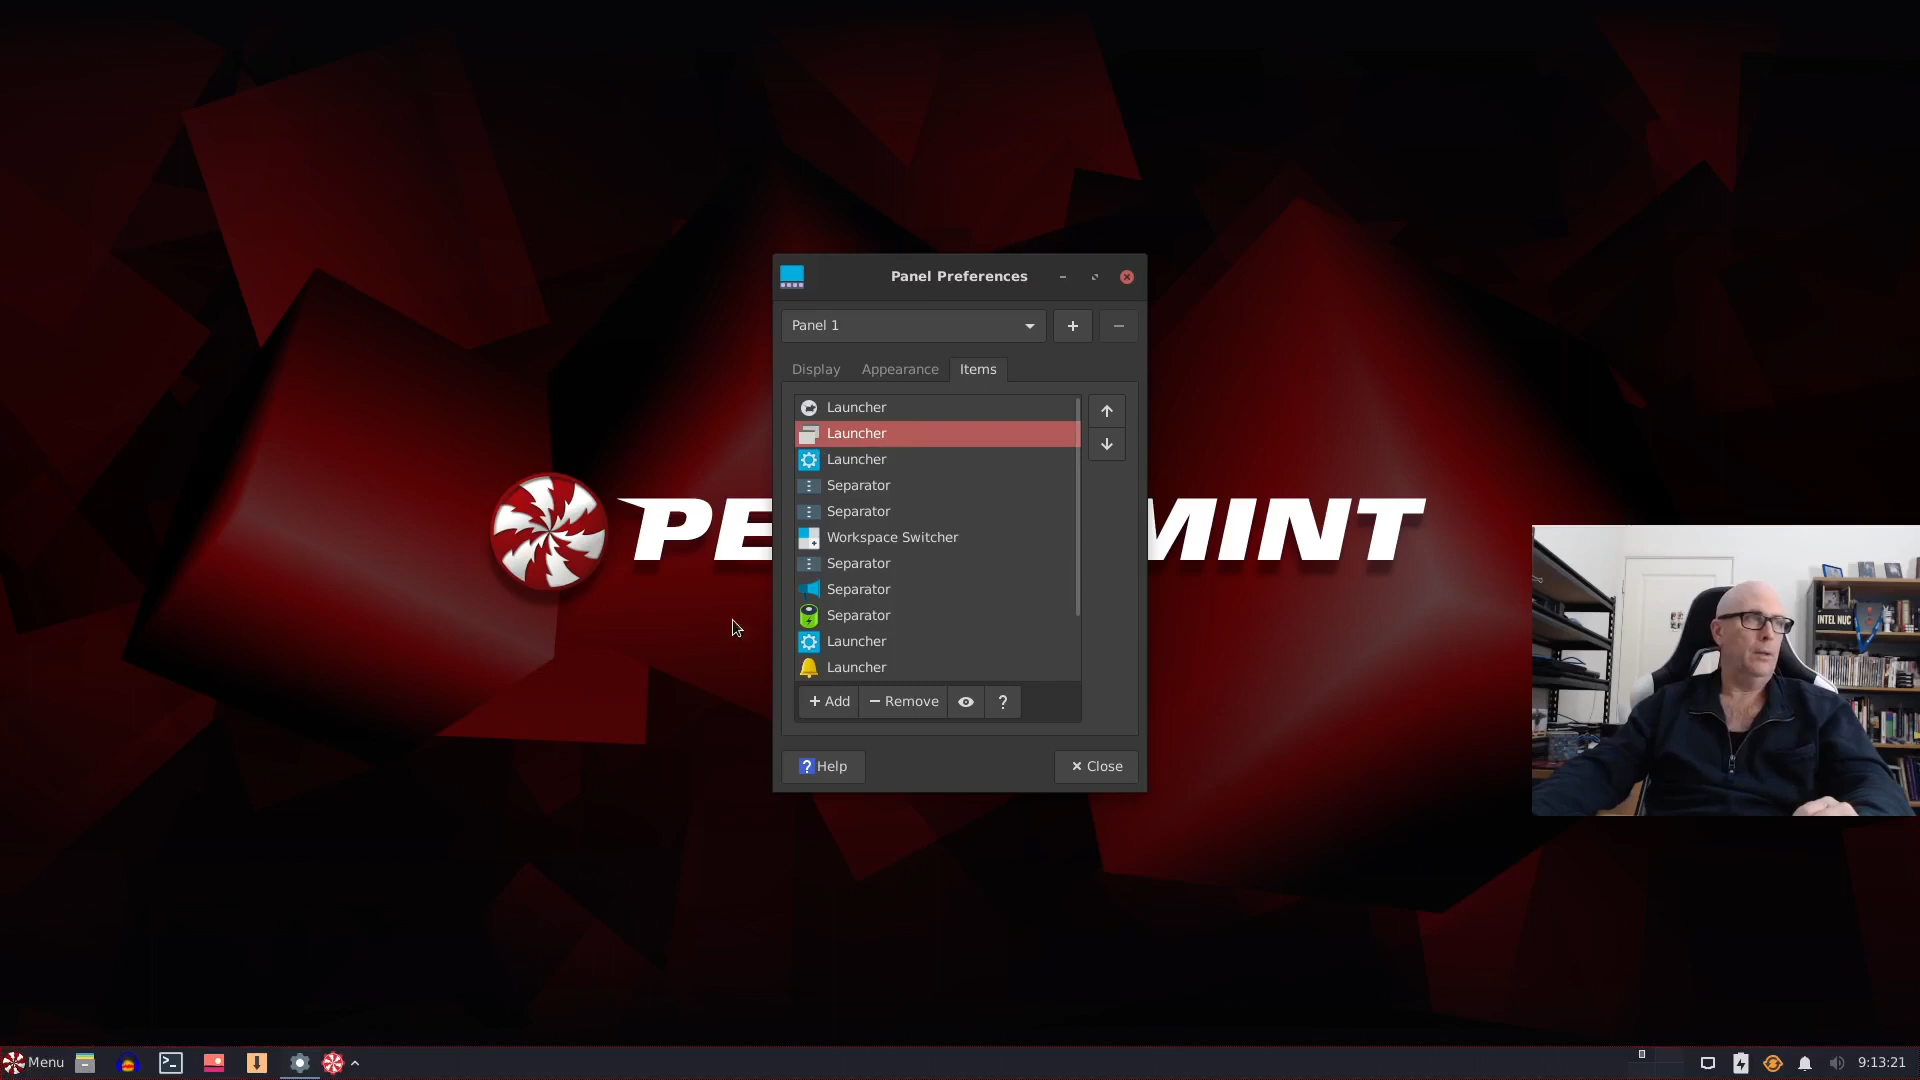 Panel Preferences
Panel 1
Display Appearance Items
Launcher
Launcher
Launcher
Separator
Separator
Workspace Switcher
Separator
Separator
Separator
Launcher
Launcher
+ Add − Remove ?
? Help × Close
PE MINT
INTEL NUC
Menu
9:13:21